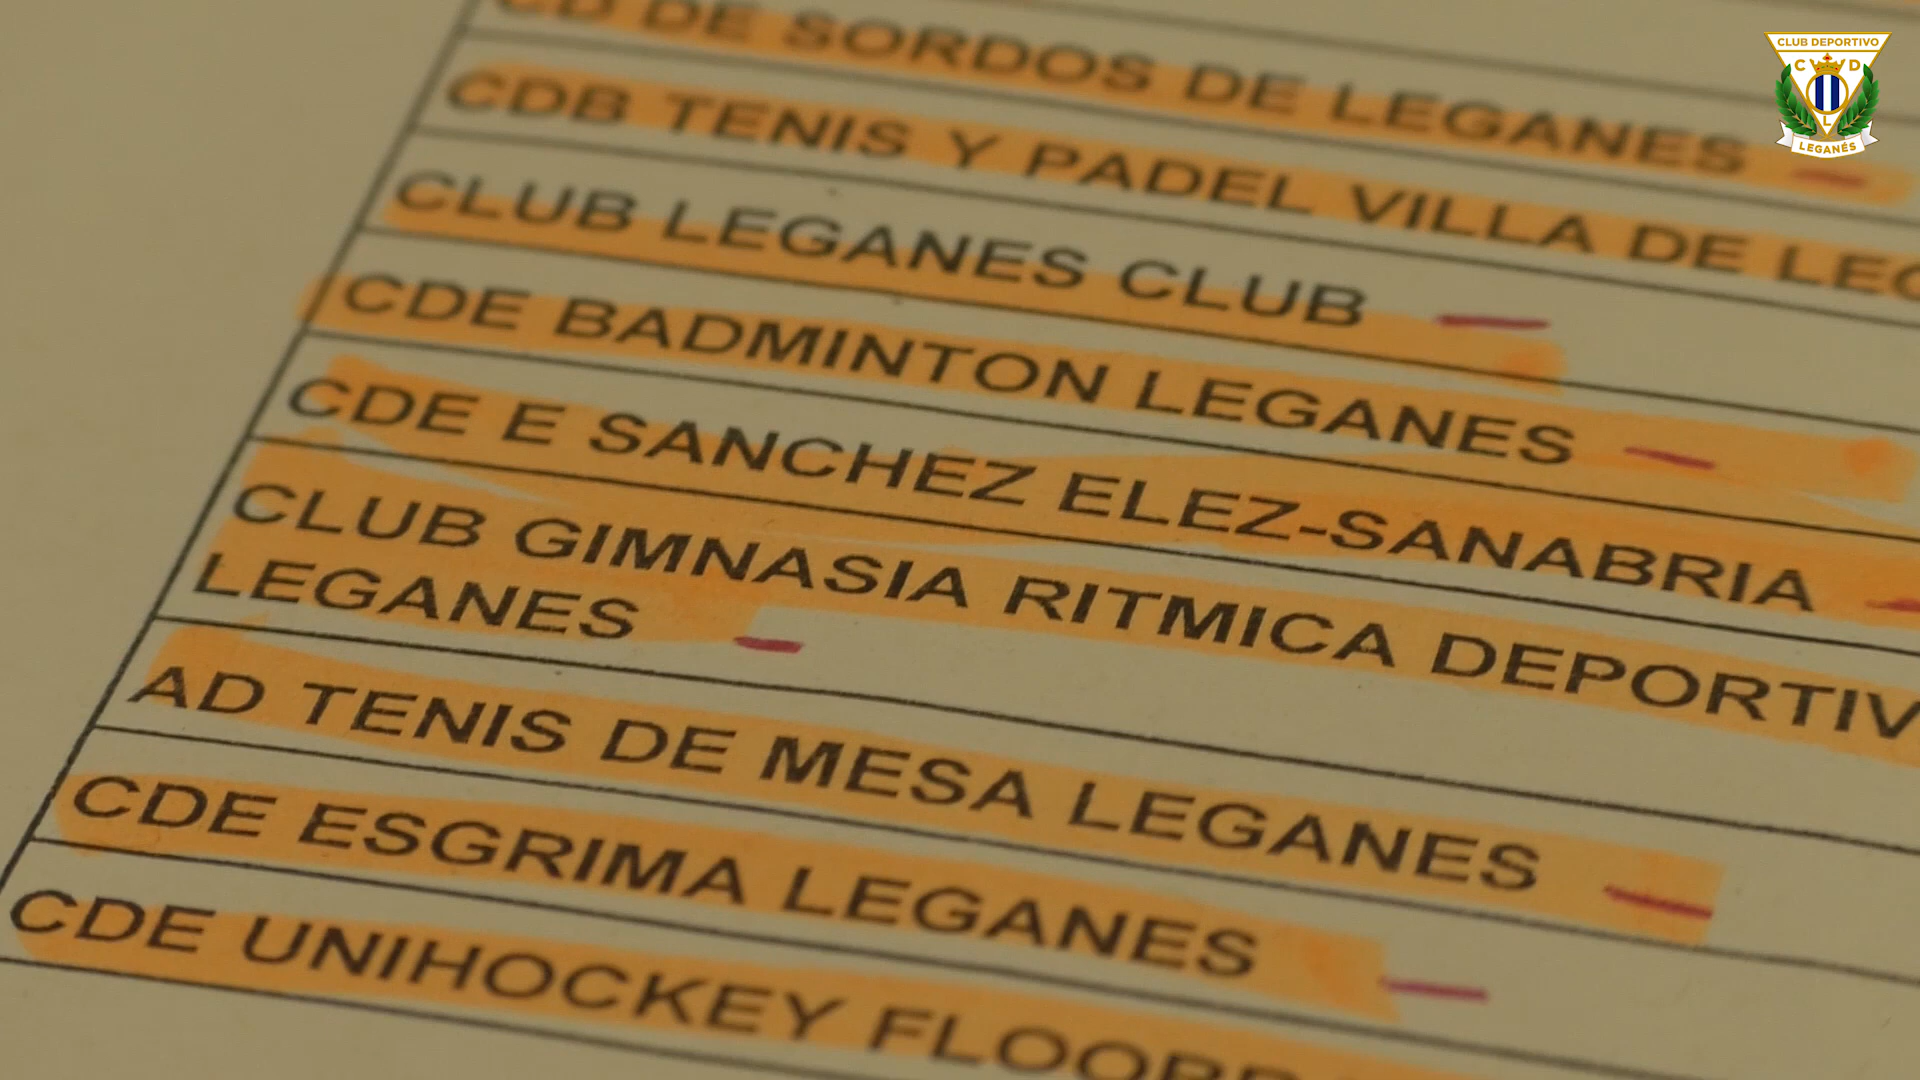 CD DE SORDOS DE LEGANES
CDB TENIS Y PADEL VILLA DE LEG
CLUB LEGANES CLUB
CDE BADMINTON LEGANES
CDE E SANCHEZ ELEZ-SANABRIA
CLUB GIMNASIA RITMICA DEPORTIV
LEGANES
AD TENIS DE MESA LEGANES
CDE ESGRIMA LEGANES
CDE UNIHOCKEY FLOOR
CLUB DEPORTIVO
C D
L
LEGANÉS